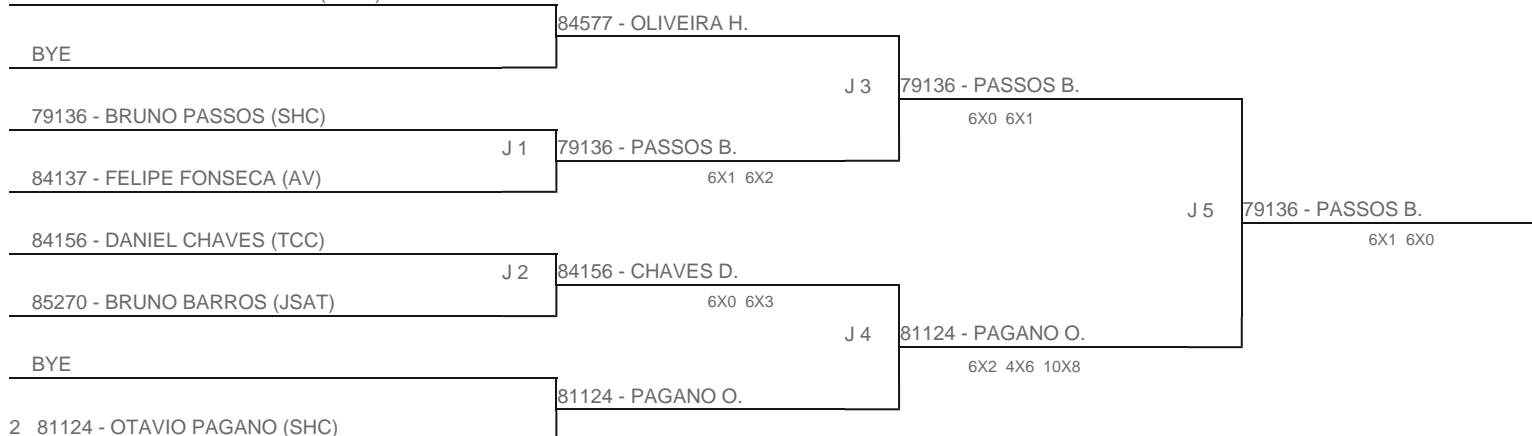 84577 - OLIVEIRA H.
BYE
J 3
79136 - PASSOS B.
6X0 6X1
79136 - BRUNO PASSOS (SHC)
J 1
79136 - PASSOS B.
6X1 6X2
84137 - FELIPE FONSECA (AV)
J 5
79136 - PASSOS B.
6X1 6X0
84156 - DANIEL CHAVES (TCC)
J 2
84156 - CHAVES D.
6X0 6X3
85270 - BRUNO BARROS (JSAT)
J 4
81124 - PAGANO O.
6X2 4X6 10X8
BYE
81124 - PAGANO O.
2 81124 - OTAVIO PAGANO (SHC)